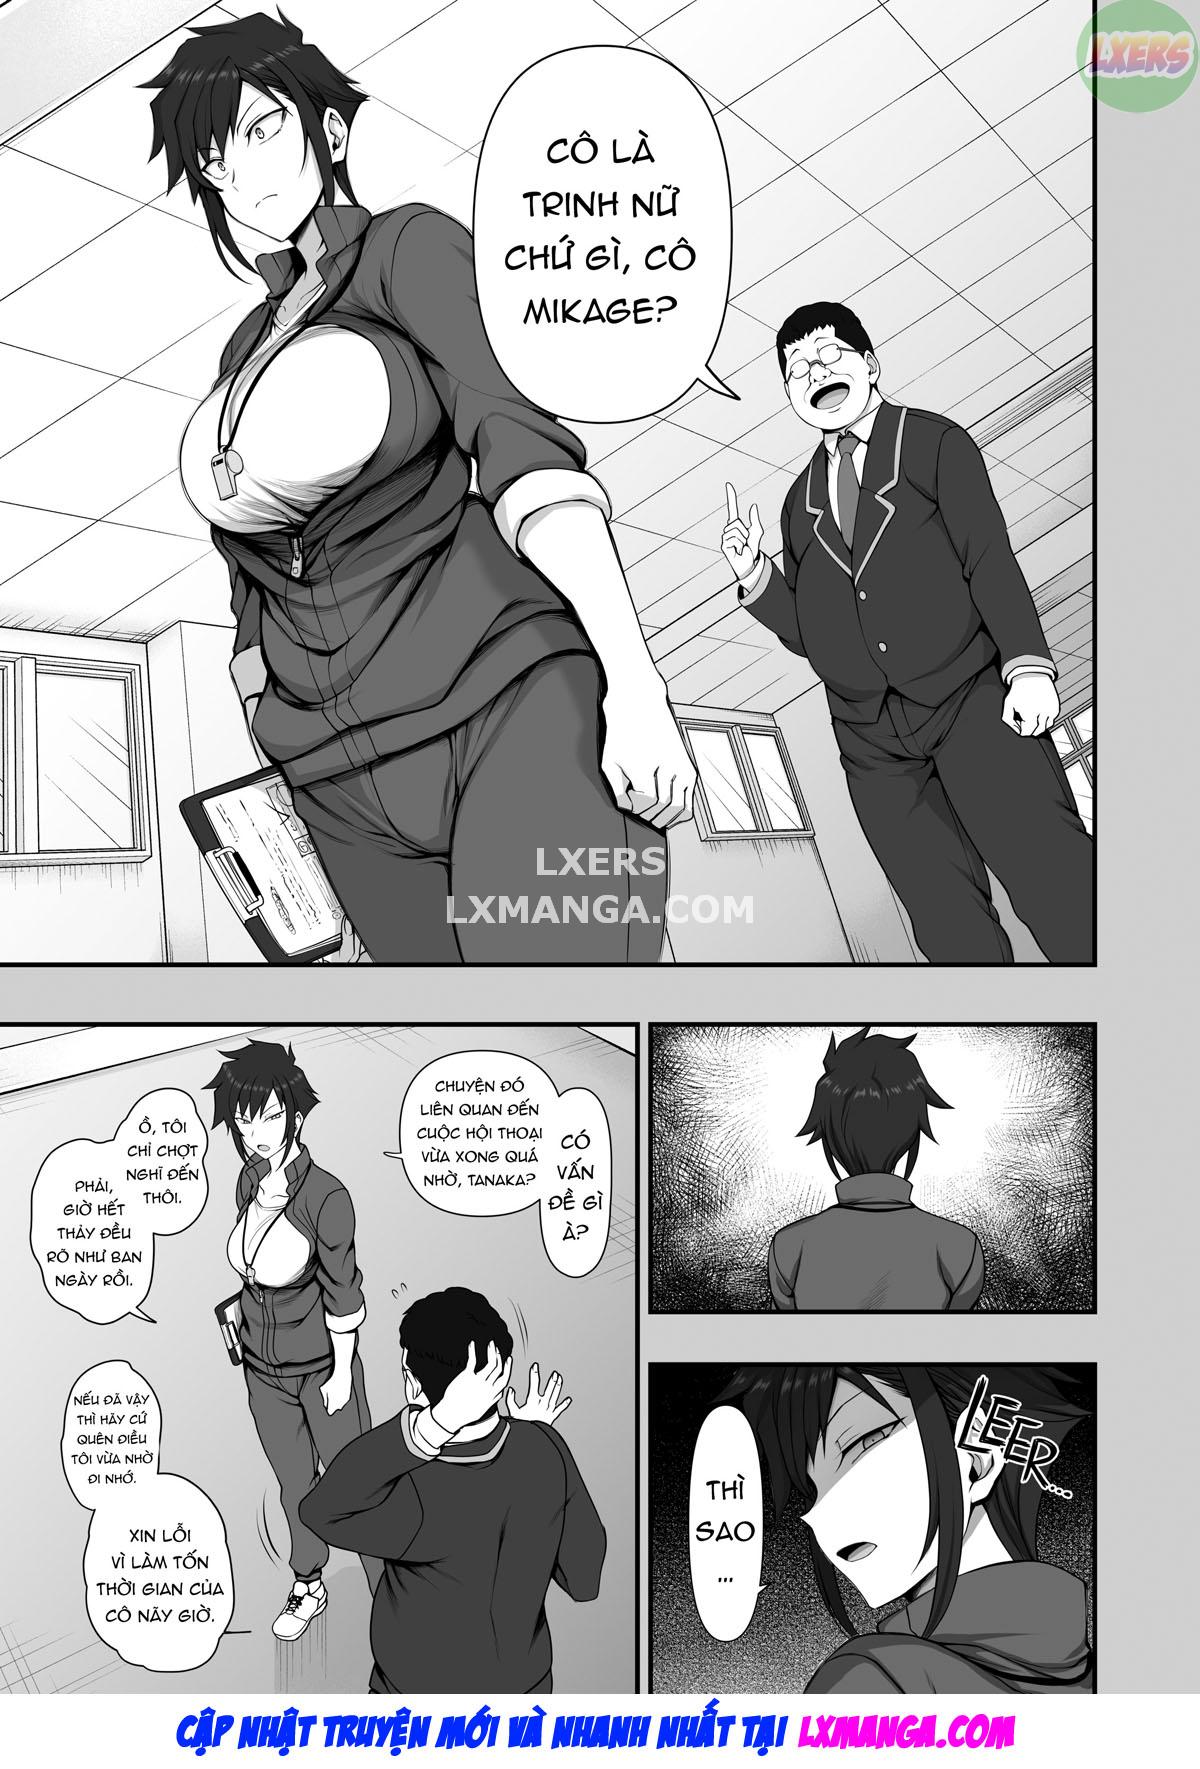 LXERS
CÔ LÀ
TRINH NỮ
CHỨ GÌ, CÔ
MIKAGE?
LXERS
LXMANGA.COM
LEER...
THÌ
SAO
...
CÓ
VẤN
ĐỀ GÌ
À?
CHUYỆN ĐÓ
LIÊN QUAN ĐẾN
CUỘC HỘI THOẠI
VỪA XONG QUÁ
NHỜ, TANAKA?
Ồ, TÔI
CHỈ CHỢT
NGHĨ ĐẾN
THÔI.
PHẢI,
GIỜ HẾT
THẢY ĐỀU
RÕ NHƯ BAN
NGÀY RỒI.
NẾU ĐÃ VẬY
THÌ HÃY CỨ
QUÊN ĐIỀU
TÔI VỪA NHỜ
ĐI NHỚ.
XIN LỖI
VÌ LÀM TỐN
THỜI GIAN CỦA
CÔ NÃY GIỜ.
CẬP NHẬT TRUYỆN MỚI VÀ NHANH NHẤT TẠI LXMANGA.COM